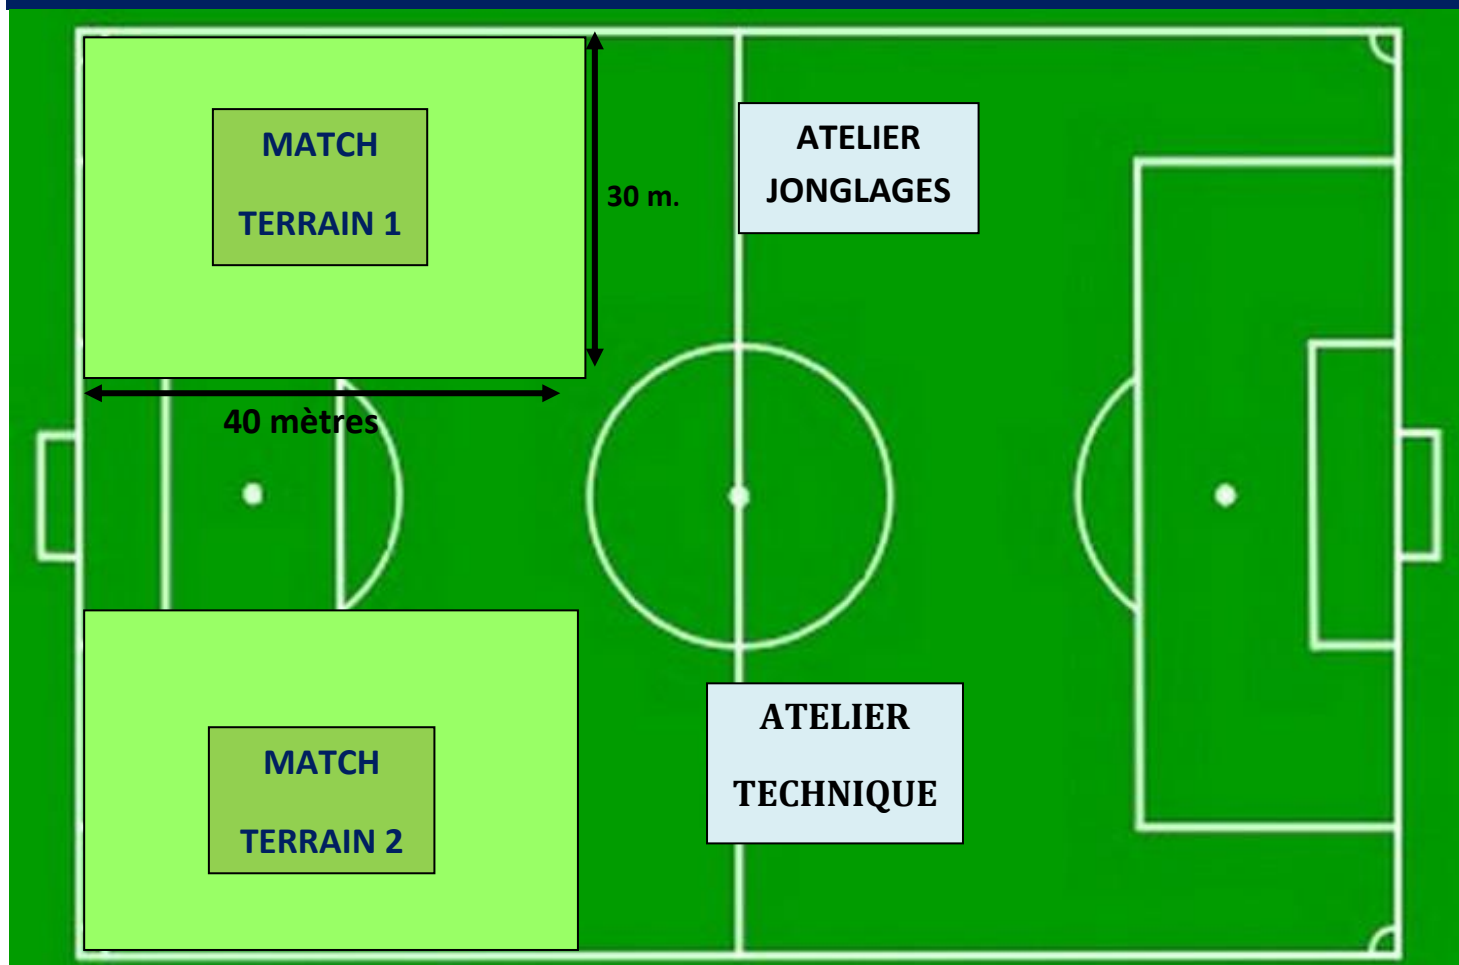 MATCH
TERRAIN 1
30 m.
ATELIER
JONGLAGES
40 mètres
MATCH
TERRAIN 2
ATELIER
TECHNIQUE